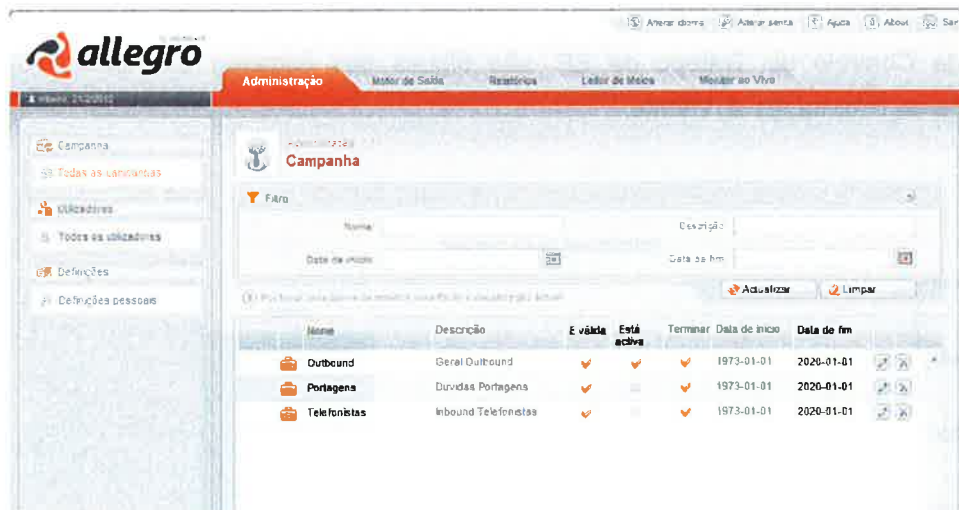 Alterar idioma Alterar senha Ajuda About Sair
allegro
Administração Motor de Saída Relatórios Leitor de Meios Monitor ao Vivo
Campanha
Todas as campanhas
Utilizadores
Todos os utilizadores
Definições
Definições pessoais
Administração
Campanha
Filtro
Nome Descrição
Data de início Data de fim
Actualizar Limpar
Nome Descrição É válida Está activa Terminar Data de início Data de fim
Outbound Geral Outbound 1973-01-01 2020-01-01
Portagens Duvidas Portagens 1973-01-01 2020-01-01
Telefonistas Inbound Telefonistas 1973-01-01 2020-01-01